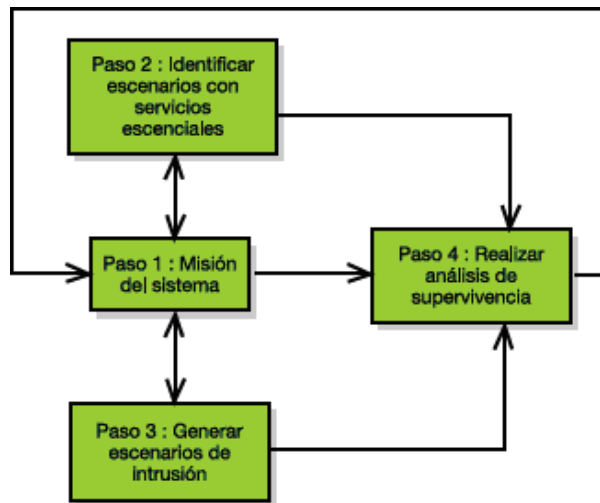 Paso 2 : Identificar
escenarios con
servicios
escenciales
Paso 1 : Misión
del sistema
Paso 4 : Realizar
análisis de
supervivencia
Paso 3 : Generar
escenarios de
intrusión